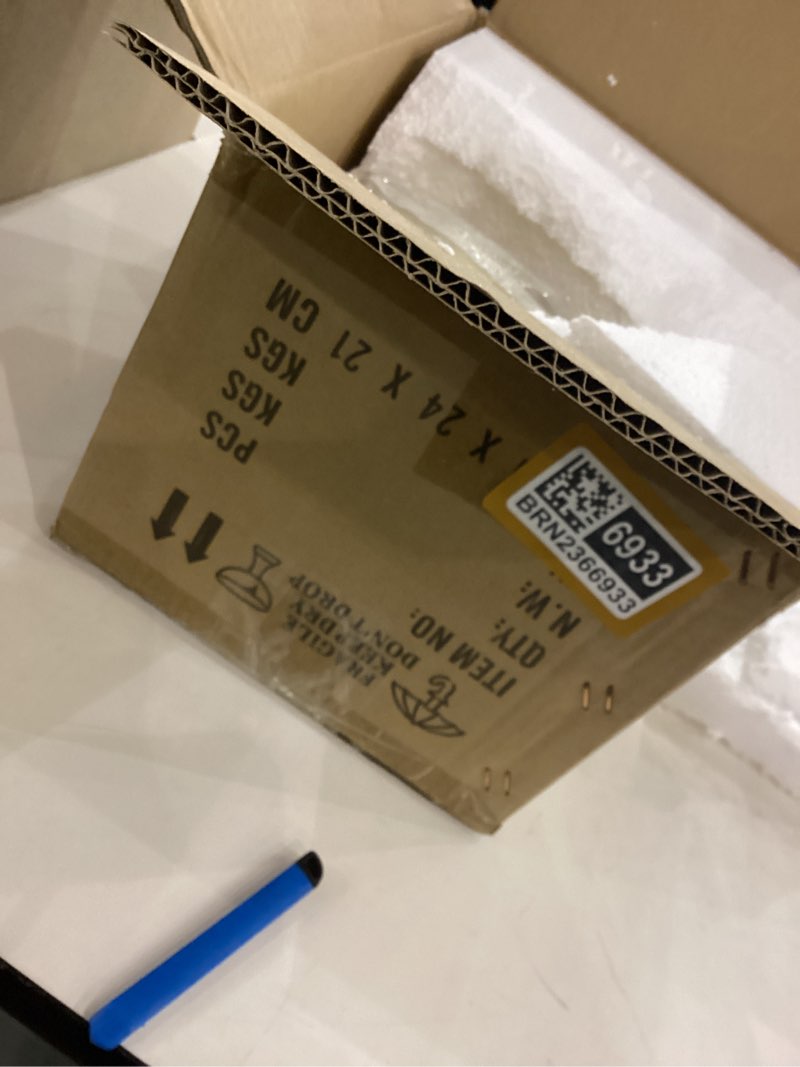 ITEM NO:
QTY: PCS
N.W: KGS
KGS
X 24 X 21 CM
FRAGILE
KEEP DRY
DON'T DROP
6933
BRN2366933